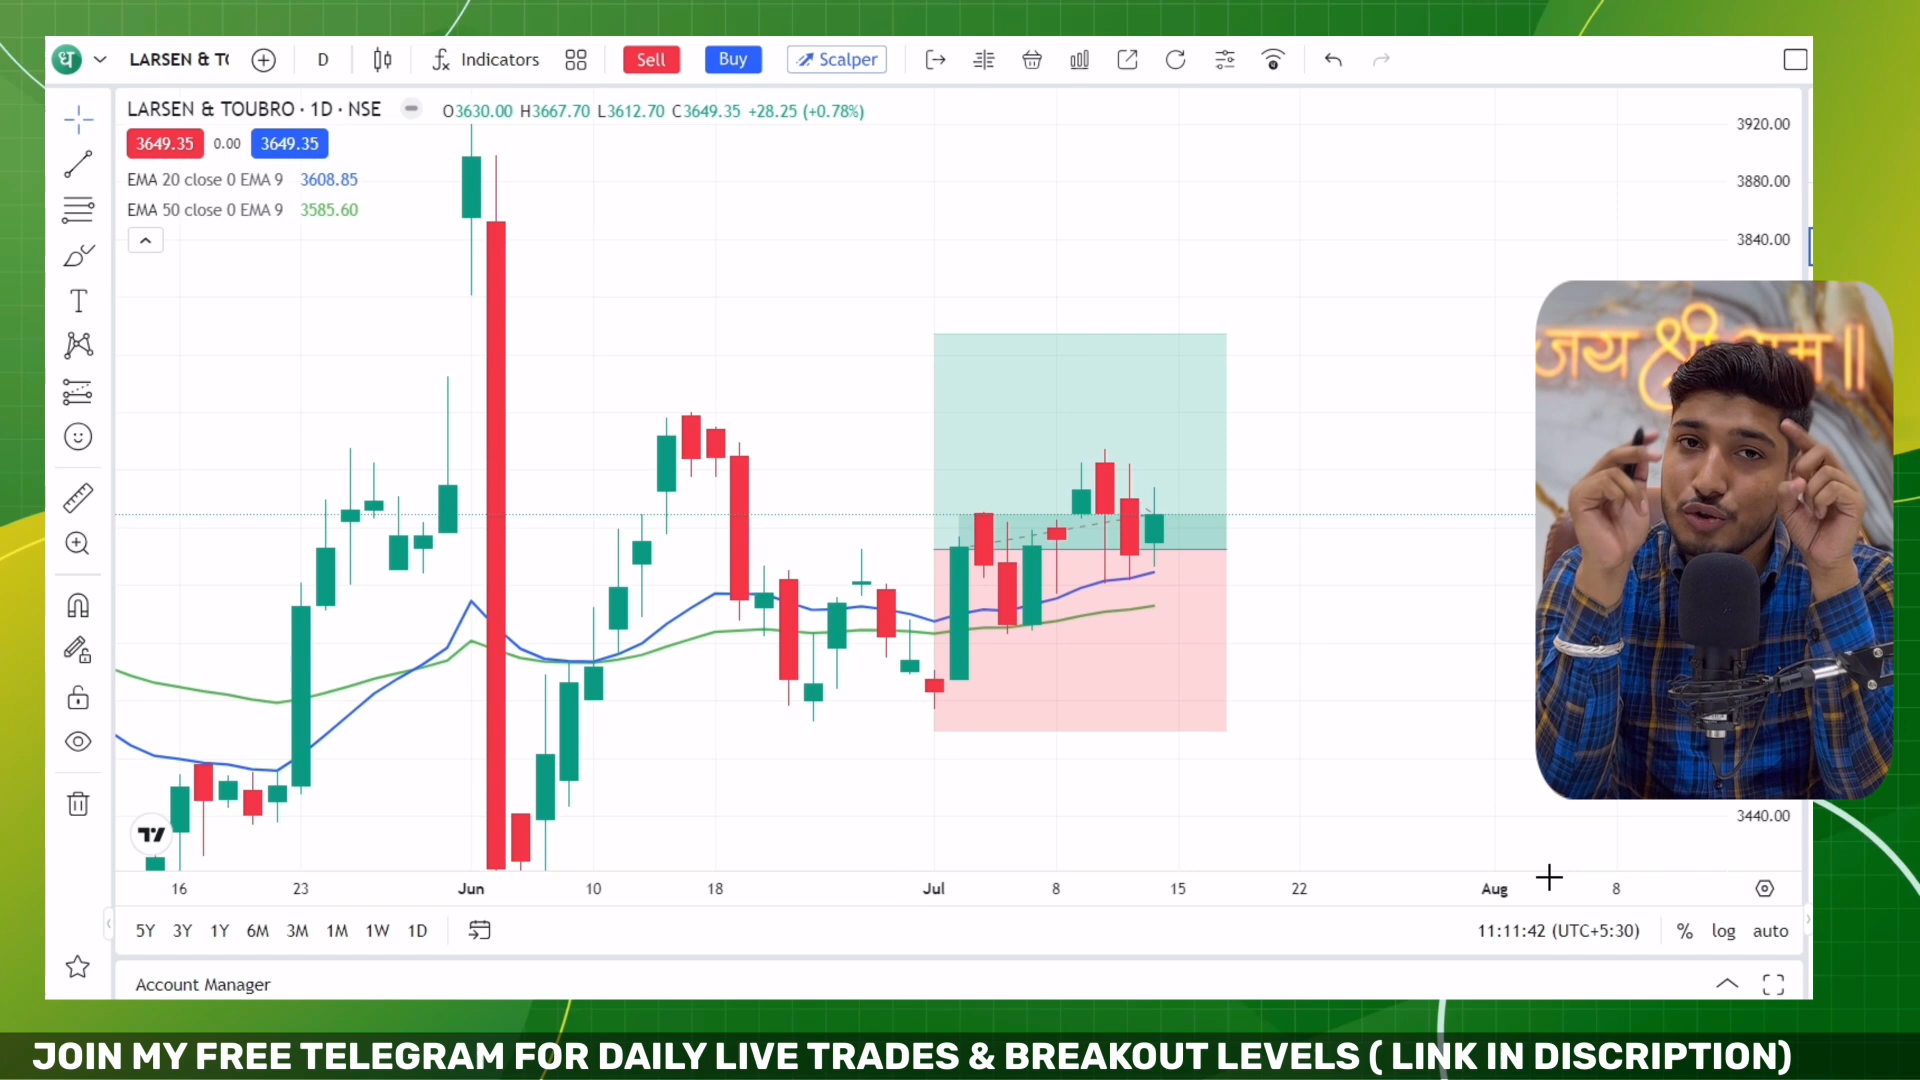 ध
LARSEN & TO
D
Indicators
Sell
Buy
Scalper
LARSEN & TOUBRO · 1D · NSE
O3630.00 H3667.70 L3612.70 C3649.35 +28.25 (+0.78%)
3649.35 0.00 3649.35
EMA 20 close 0 EMA 9 3608.85
EMA 50 close 0 EMA 9 3585.60
3920.00
3880.00
3840.00
जय श्री राम ॥
3440.00
16 23 Jun 10 18 Jul 8 15 22 Aug 8
5Y 3Y 1Y 6M 3M 1M 1W 1D
11:11:42 (UTC+5:30) % log auto
Account Manager
JOIN MY FREE TELEGRAM FOR DAILY LIVE TRADES & BREAKOUT LEVELS ( LINK IN DISCRIPTION)